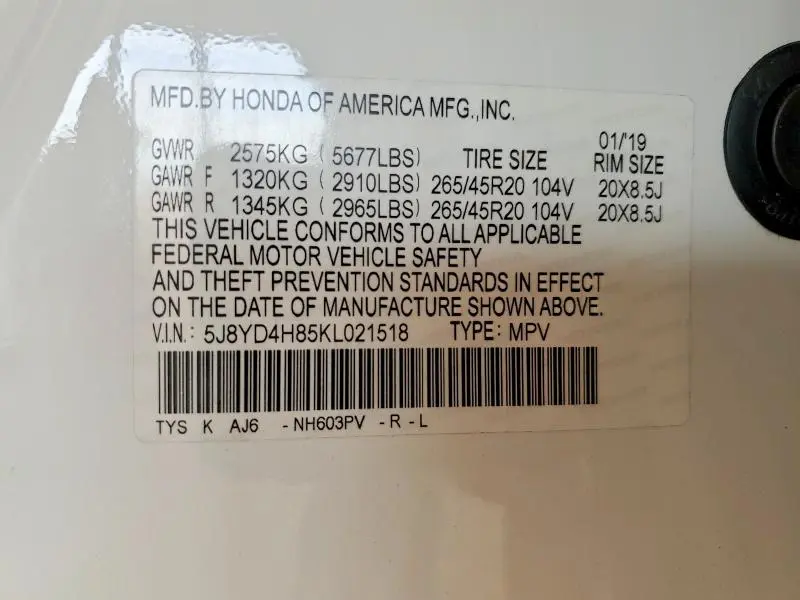 MFD.BY HONDA OF AMERICA MFG.,INC.
01/'19
GVWR 2575KG ( 5677LBS) TIRE SIZE RIM SIZE
GAWR F 1320KG ( 2910LBS) 265/45R20 104V 20X8.5J
GAWR R 1345KG ( 2965LBS) 265/45R20 104V 20X8.5J
THIS VEHICLE CONFORMS TO ALL APPLICABLE
FEDERAL MOTOR VEHICLE SAFETY
AND THEFT PREVENTION STANDARDS IN EFFECT
ON THE DATE OF MANUFACTURE SHOWN ABOVE.
V.I.N.: 5J8YD4H85KL021518 TYPE: MPV
TYS K AJ6 -NH603PV -R -L